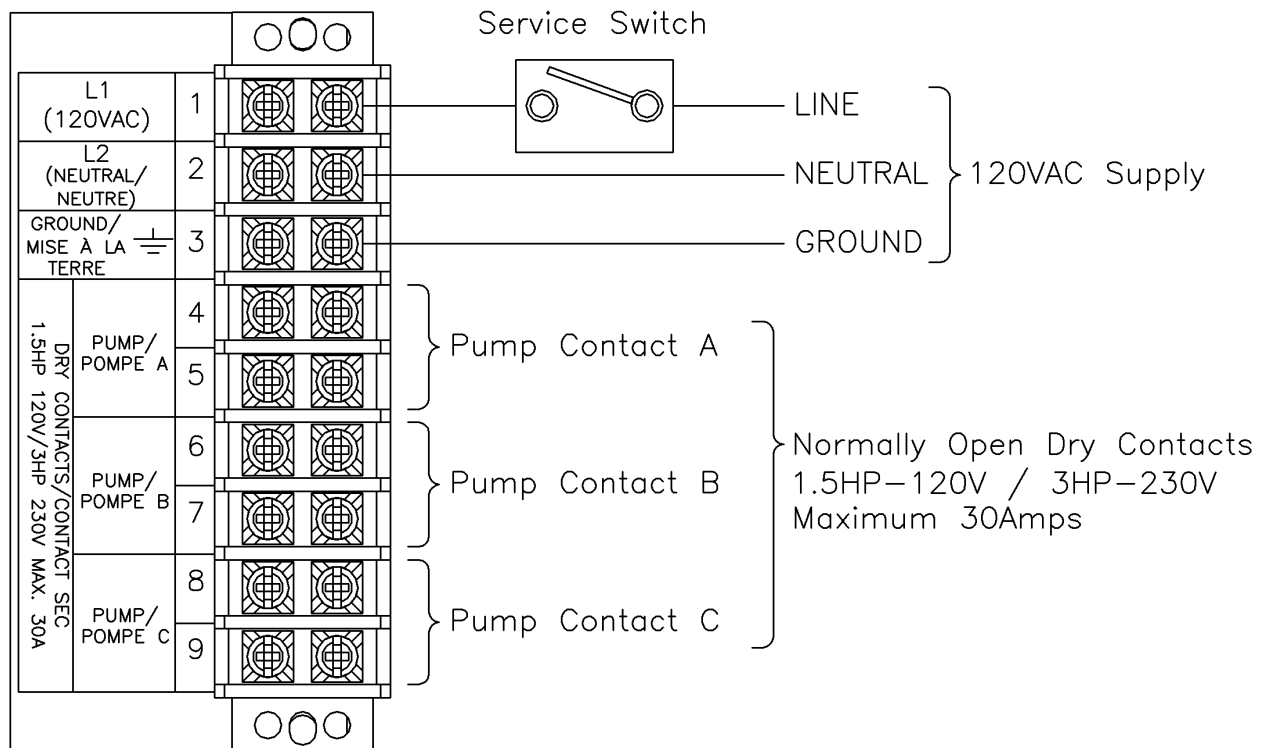 Service Switch
L1
(120VAC)
1
LINE
L2
(NEUTRAL/
NEUTRE)
2
NEUTRAL
120VAC Supply
GROUND/
MISE À LA
TERRE
3
GROUND
DRY CONTACTS/CONTACT SEC
1.5HP 120V/3HP 230V MAX. 30A
PUMP/
POMPE A
4
5
Pump Contact A
PUMP/
POMPE B
6
7
Pump Contact B
PUMP/
POMPE C
8
9
Pump Contact C
Normally Open Dry Contacts
1.5HP-120V / 3HP-230V
Maximum 30Amps